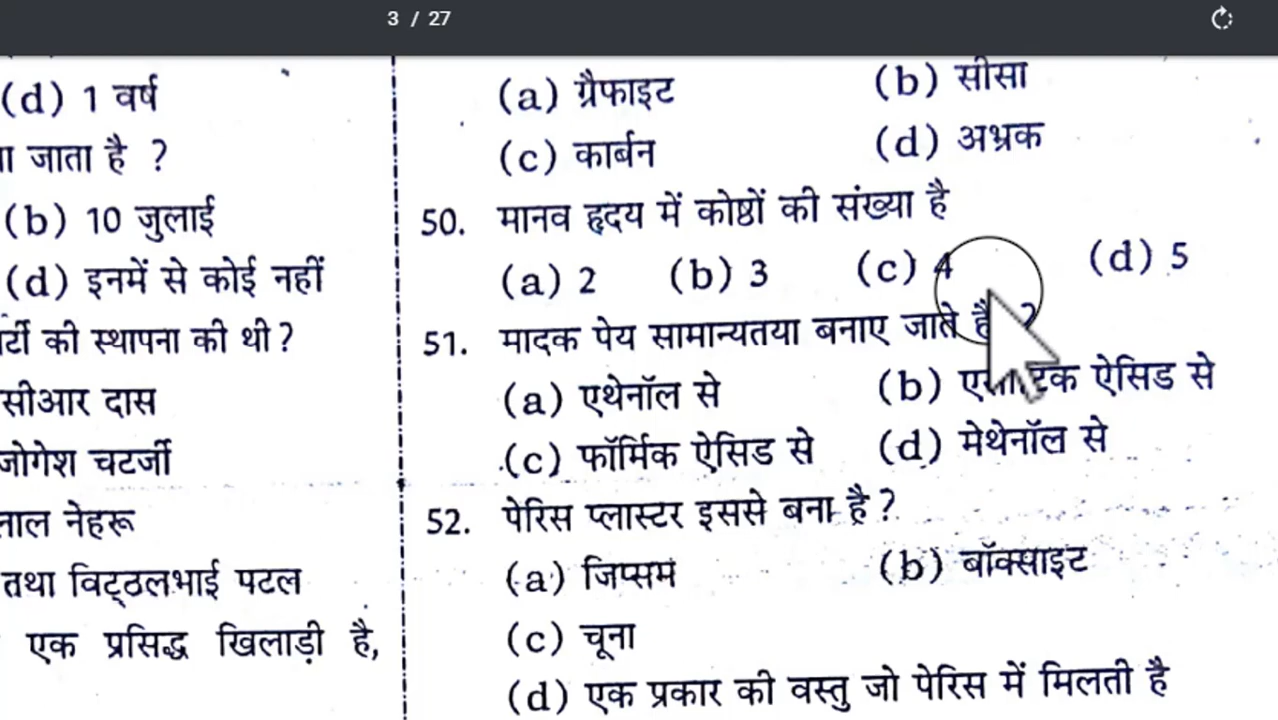 3 / 27
(d) 1 वर्ष
जाता है ?
(b) 10 जुलाई
(d) इनमें से कोई नहीं
की स्थापना की थी?
सीआर दास
जोगेश चटर्जी
नेहरू
तथा विट्ठलभाई पटल
एक प्रसिद्ध खिलाड़ी है,
(a) ग्रैफाइट (b) सीसा
(c) कार्बन (d) अभ्रक
50. मानव हृदय में कोष्ठों की संख्या है
(a) 2 (b) 3 (c) 4 (d) 5
51. मादक पेय सामान्यतया बनाए जाते हैं ?
(a) एथेनॉल से (b) ऐसिड से
(c) फॉर्मिक ऐसिड से (d) मेथेनॉल से
52. पेरिस प्लास्टर इससे बना है ?
(a) जिप्सम (b) बॉक्साइट
(c) चूना
(d) एक प्रकार की वस्तु जो पेरिस में मिलती है